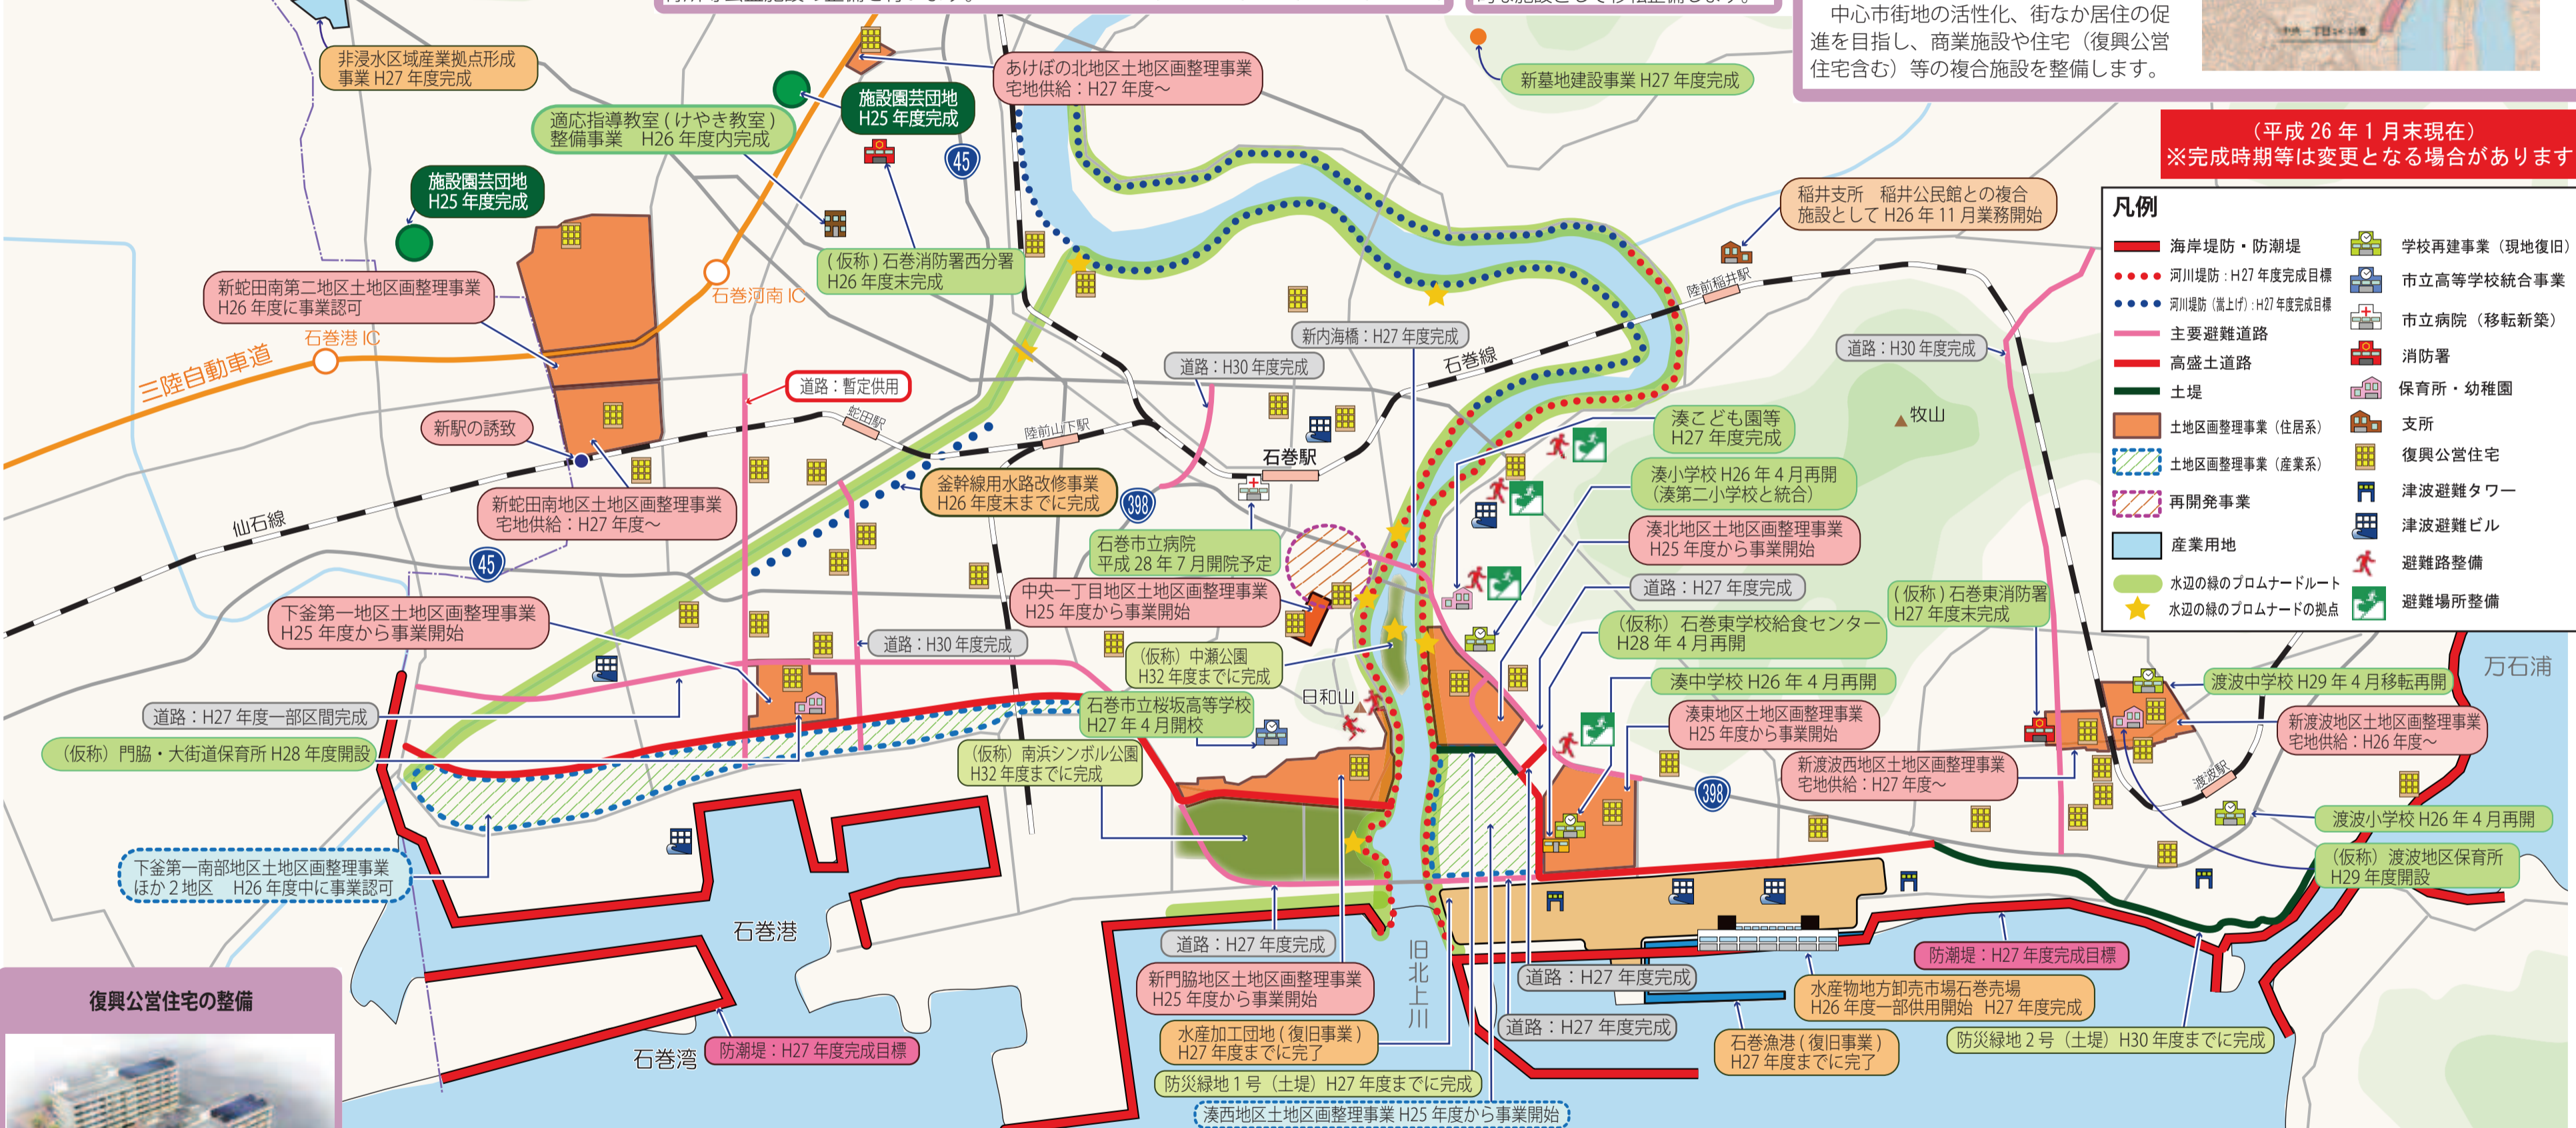 中心市街地の活性化、街なか居住の促
進を目指し、商業施設や住宅（復興公営
住宅含む）等の複合施設を整備します。
（平成 26 年 1 月末現在）
※完成時期等は変更となる場合があります
非浸水区域産業拠点形成
事業 H27 年度完成
あけぼの北地区土地区画整理事業
宅地供給：H27 年度～
新墓地建設事業 H27 年度完成
施設園芸団地
H25 年度完成
適応指導教室 ( けやき教室 )
整備事業　H26 年度内完成
45
施設園芸団地
H25 年度完成
稲井支所　稲井公民館との複合
施設として H26 年 11 月業務開始
( 仮称 ) 石巻消防署西分署
H26 年度末完成
石巻河南 IC
新蛇田南第二地区土地区画整理事業
H26 年度に事業認可
石巻港 IC
三陸自動車道
陸前稲井駅
新内海橋：H27 年度完成
石巻線
道路：H30 年度完成
道路：H30 年度完成
道路：暫定供用
蛇田駅
陸前山下駅
新駅の誘致
石巻駅
牧山
湊こども園等
H27 年度完成
釜幹線用水路改修事業
H26 年度末までに完成
398
湊小学校 H26 年 4 月再開
（湊第二小学校と統合）
新蛇田南地区土地区画整理事業
宅地供給：H27 年度～
仙石線
45
石巻市立病院
平成 28 年 7 月開院予定
湊北地区土地区画整理事業
H25 年度から事業開始
中央一丁目地区土地区画整理事業
H25 年度から事業開始
道路：H27 年度完成
( 仮称 ) 石巻東消防署
H27 年度末完成
下釜第一地区土地区画整理事業
H25 年度から事業開始
道路：H30 年度完成
（仮称）石巻東学校給食センター
H28 年 4 月再開
（仮称）中瀬公園
H32 年度までに完成
湊中学校 H26 年 4 月再開
渡波中学校 H29 年 4 月移転再開
万石浦
日和山
石巻市立桜坂高等学校
H27 年 4 月開校
道路：H27 年度一部区間完成
湊東地区土地区画整理事業
H25 年度から事業開始
新渡波地区土地区画整理事業
宅地供給：H26 年度～
（仮称）門脇・大街道保育所 H28 年度開設
（仮称）南浜シンボル公園
H32 年度までに完成
新渡波西地区土地区画整理事業
宅地供給：H27 年度～
398
渡波駅
渡波小学校 H26 年 4 月再開
下釜第一南部地区土地区画整理事業
ほか 2 地区　H26 年度中に事業認可
（仮称）渡波地区保育所
H29 年度開設
石巻港
道路：H27 年度完成
旧北上川
新門脇地区土地区画整理事業
H25 年度から事業開始
道路：H27 年度完成
防潮堤：H27 年度完成目標
水産物地方卸売市場石巻売場
H26 年度一部供用開始　H27 年度完成
道路：H27 年度完成
水産加工団地 ( 復旧事業 )
H27 年度までに完了
石巻漁港 ( 復旧事業 )
H27 年度までに完了
防災緑地 2 号（土堤）H30 年度までに完成
石巻湾
防潮堤：H27 年度完成目標
防災緑地 1 号（土堤）H27 年度までに完成
湊西地区土地区画整理事業 H25 年度から事業開始
復興公営住宅の整備
凡例
海岸堤防・防潮堤
河川堤防：H27 年度完成目標
河川堤防（嵩上げ）：H27 年度完成目標
主要避難道路
高盛土道路
土堤
土地区画整理事業（住居系）
土地区画整理事業（産業系）
再開発事業
産業用地
水辺の緑のプロムナードルート
水辺の緑のプロムナードの拠点
学校再建事業（現地復旧）
市立高等学校統合事業
市立病院（移転新築）
消防署
保育所・幼稚園
支所
復興公営住宅
津波避難タワー
津波避難ビル
避難路整備
避難場所整備